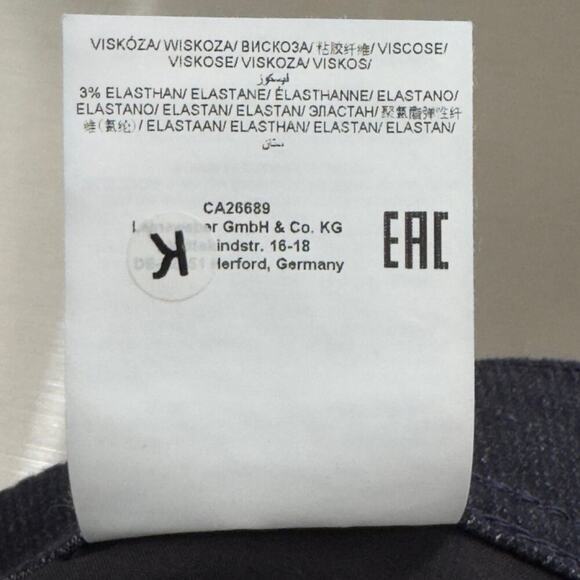 VISKÓZA/ WISKOZA/ ВИСКОЗА/ 粘胶纤维/ VISCOSE/
VISKOSE/ VISKOZA/ VISKOS/
فيسكوز
3% ELASTHAN/ ELASTANE/ ÉLASTHANNE/ ELASTANO/
ELASTANO/ ELASTAN/ ELASTAN/ ЭЛАСТАН/ 聚氨酯弹性纤
维(氨纶)/ ELASTAAN/ ELASTHAN/ ELASTAN/ ELASTAN/
CA26689
GmbH & Co. KG
16-18
Herford, Germany
K
EAC